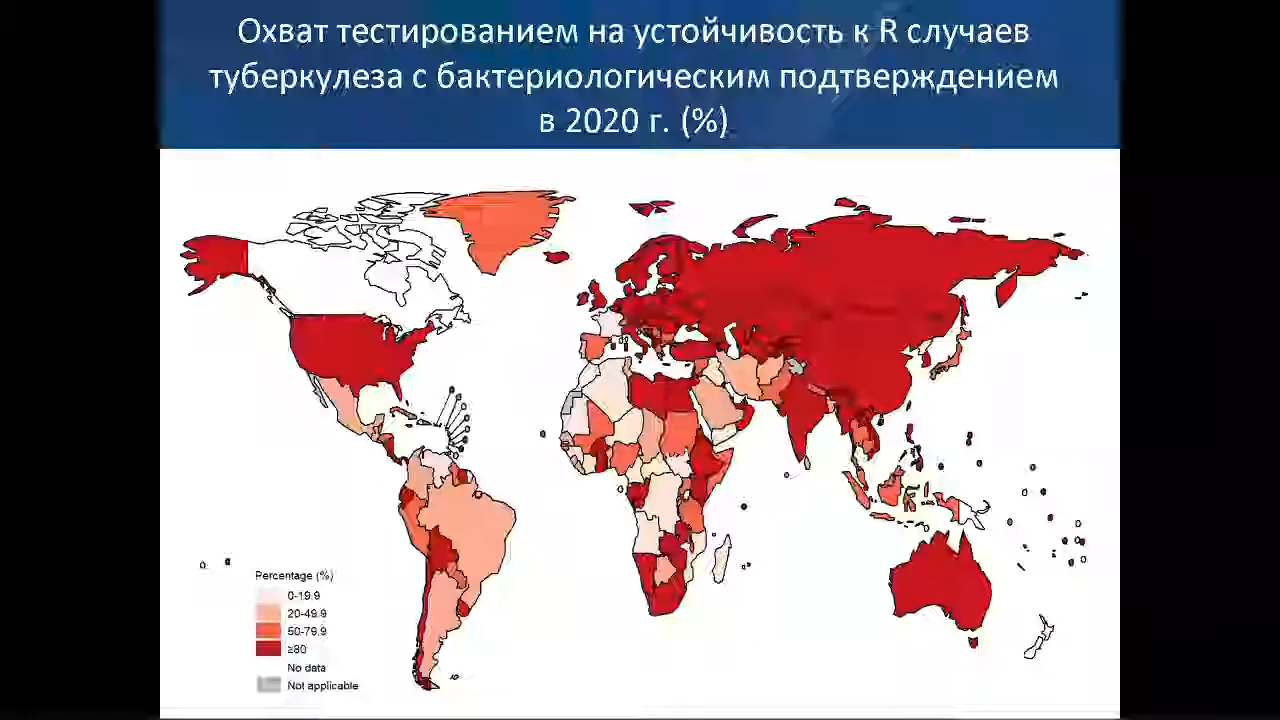 Охват тестированием на устойчивость к R случаев
туберкулеза с бактериологическим подтверждением
в 2020 г. (%)
Percentage (%)
0-19.9
20-49.9
50-79.9
≥80
No data
Not applicable